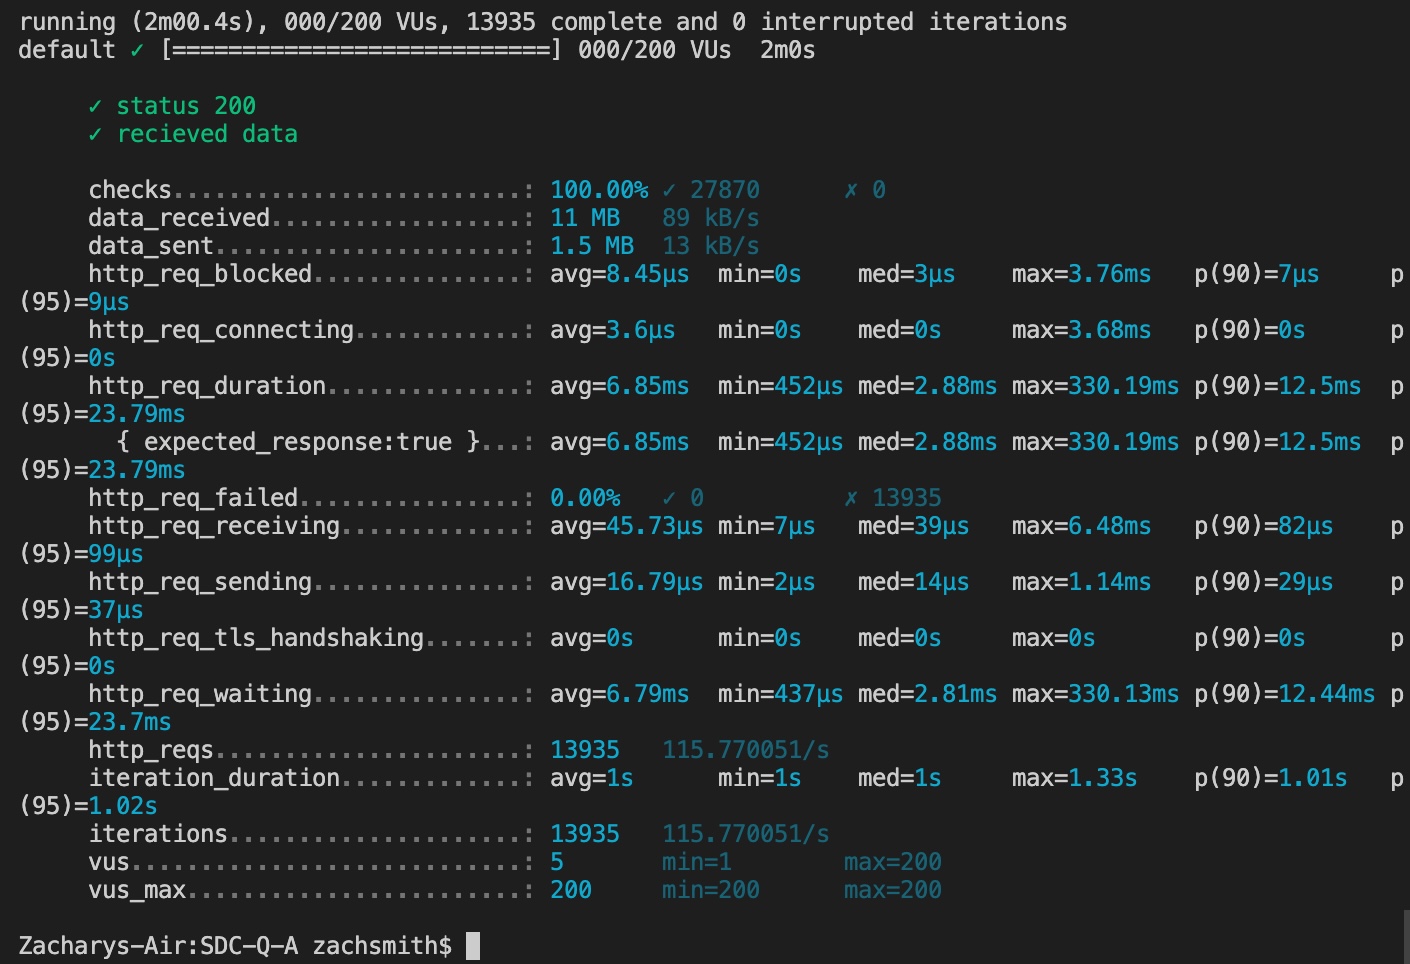 running (2m00.4s), 000/200 VUs, 13935 complete and 0 interrupted iterations
default ✓ [===========================] 000/200 VUs  2m0s
✓ status 200
✓ recieved data
checks.........................: 100.00% ✓ 27870      ✗ 0
data_received..................: 11 MB   89 kB/s
data_sent......................: 1.5 MB  13 kB/s
http_req_blocked...............: avg=8.45µs  min=0s    med=3µs    max=3.76ms   p(90)=7µs     p
(95)=9µs
http_req_connecting............: avg=3.6µs   min=0s    med=0s     max=3.68ms   p(90)=0s      p
(95)=0s
http_req_duration..............: avg=6.85ms  min=452µs med=2.88ms max=330.19ms p(90)=12.5ms  p
(95)=23.79ms
{ expected_response:true }...: avg=6.85ms  min=452µs med=2.88ms max=330.19ms p(90)=12.5ms  p
(95)=23.79ms
http_req_failed................: 0.00%   ✓ 0          ✗ 13935
http_req_receiving.............: avg=45.73µs min=7µs   med=39µs   max=6.48ms   p(90)=82µs    p
(95)=99µs
http_req_sending...............: avg=16.79µs min=2µs   med=14µs   max=1.14ms   p(90)=29µs    p
(95)=37µs
http_req_tls_handshaking.......: avg=0s      min=0s    med=0s     max=0s       p(90)=0s      p
(95)=0s
http_req_waiting...............: avg=6.79ms  min=437µs med=2.81ms max=330.13ms p(90)=12.44ms p
(95)=23.7ms
http_reqs......................: 13935   115.770051/s
iteration_duration.............: avg=1s      min=1s    med=1s     max=1.33s    p(90)=1.01s   p
(95)=1.02s
iterations.....................: 13935   115.770051/s
vus............................: 5       min=1        max=200
vus_max........................: 200     min=200      max=200
Zacharys-Air:SDC-Q-A zachsmith$